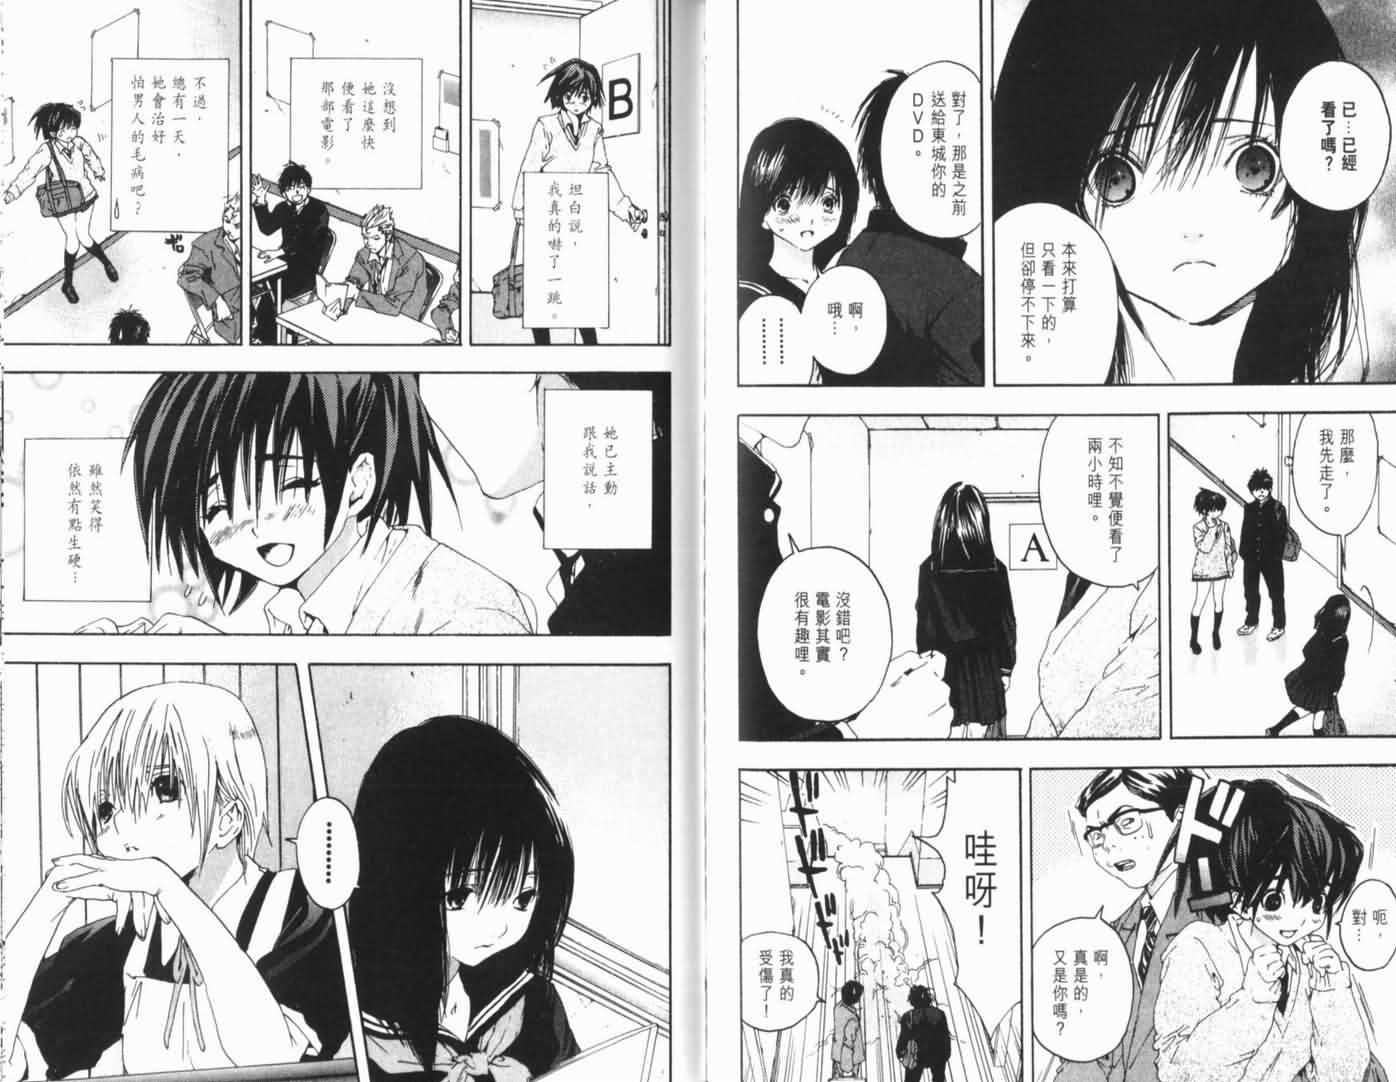 已…已經
看了嗎?
本來打算
只看一下的,
但卻停不下來。
對了,那是之前
送給東城你的
DVD。
啊,
哦…
………
那麼,
我先走了。
不知不覺便看了
兩小時哩。
A
沒錯吧?
電影其實
很有趣哩。
呃,
對…
啊,
真是的,
又是你嗎?
哇呀!
我真的
受傷了!
B
坦白說,
我真的嚇了一跳。
沒想到
她這麼快
便看了
那部電影。
不過,
總有一天,
她會治好
怕男人的毛病吧?
她已主動
跟我說話,
雖然笑得
依然有點生硬…
………